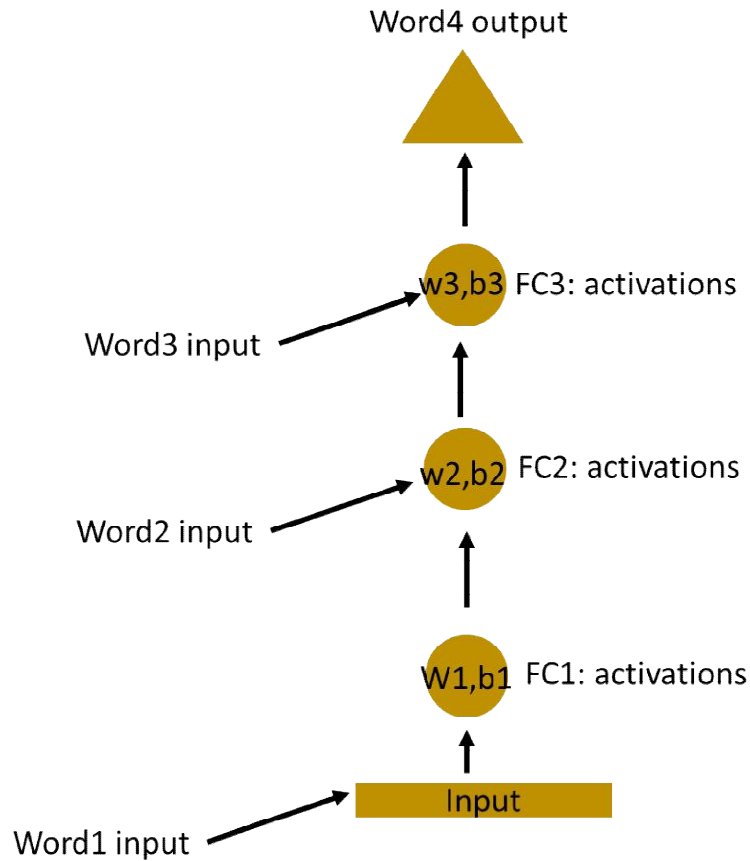 Word4 output
w3,b3 FC3: activations
Word3 input
w2,b2 FC2: activations
Word2 input
W1,b1 FC1: activations
Input
Word1 input